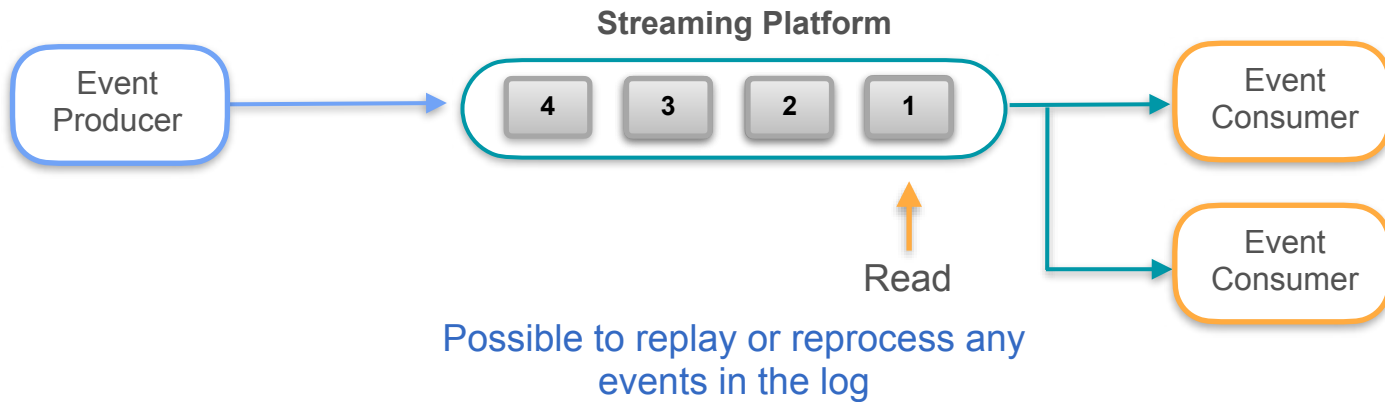 Streaming Platform
Event
Producer
4 3 2 1
Event
Consumer
Event
Consumer
Read
Possible to replay or reprocess any
events in the log